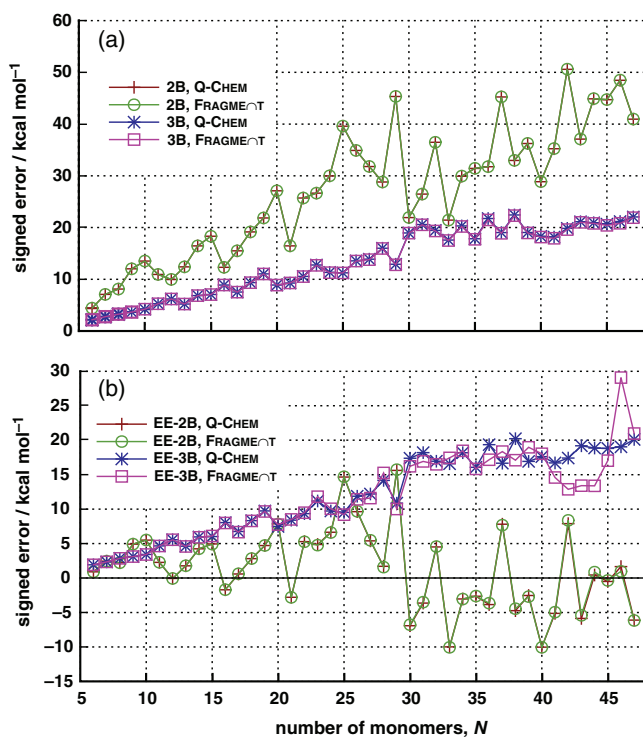 (a)
60
50
40
30
20
10
0
signed error / kcal mol⁻¹
2B, Q-CHEM
2B, FRAGME∩T
3B, Q-CHEM
3B, FRAGME∩T
(b)
30
25
20
15
10
5
0
−5
−10
−15
signed error / kcal mol⁻¹
EE-2B, Q-CHEM
EE-2B, FRAGME∩T
EE-3B, Q-CHEM
EE-3B, FRAGME∩T
5 10 15 20 25 30 35 40 45
number of monomers, N